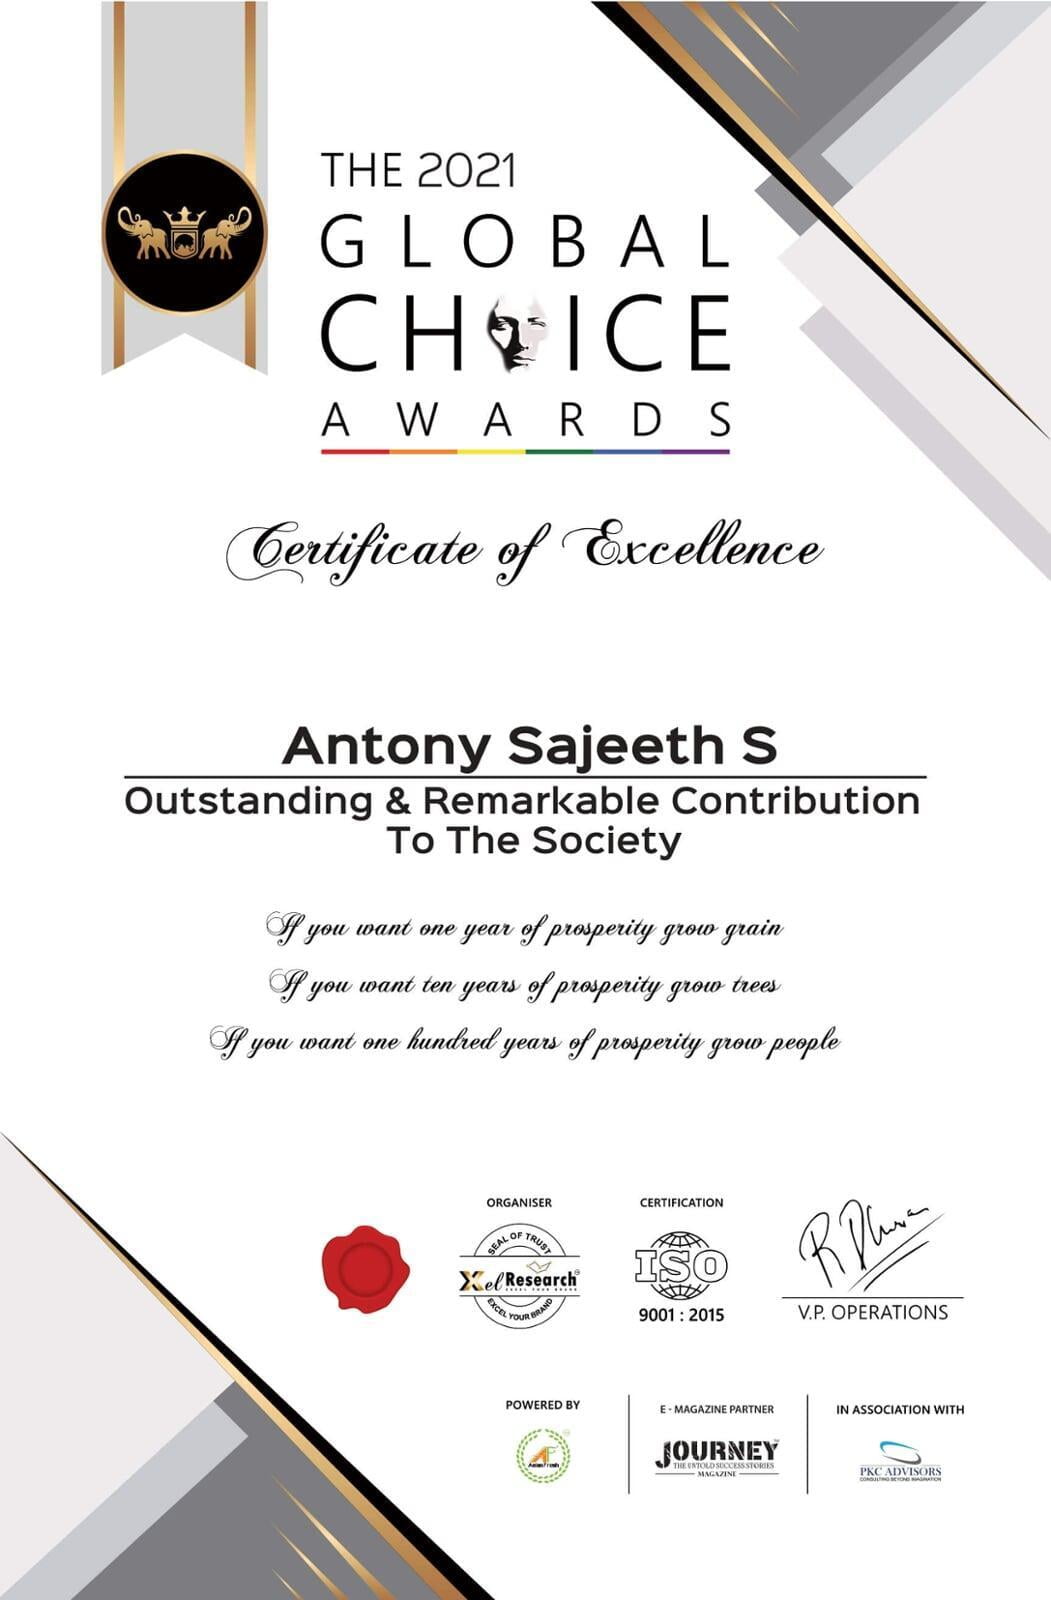 THE 2021
GLOBAL
CHOICE
AWARDS
Certificate of Excellence
Antony Sajeeth S
Outstanding & Remarkable Contribution
To The Society
If you want one year of prosperity grow grain
If you want ten years of prosperity grow trees
If you want one hundred years of prosperity grow people
ORGANISER
SEAL OF TRUST
XelResearch
EXCEL YOUR BRAND
EXCEL YOUR BRAND
CERTIFICATION
ISO
9001 : 2015
V.P. OPERATIONS
POWERED BY
AF
Asian Fresh
E - MAGAZINE PARTNER
JOURNEY
THE UNTOLD SUCCESS STORIES
MAGAZINE
IN ASSOCIATION WITH
PKC ADVISORS
CONSULTING BEYOND IMAGINATION